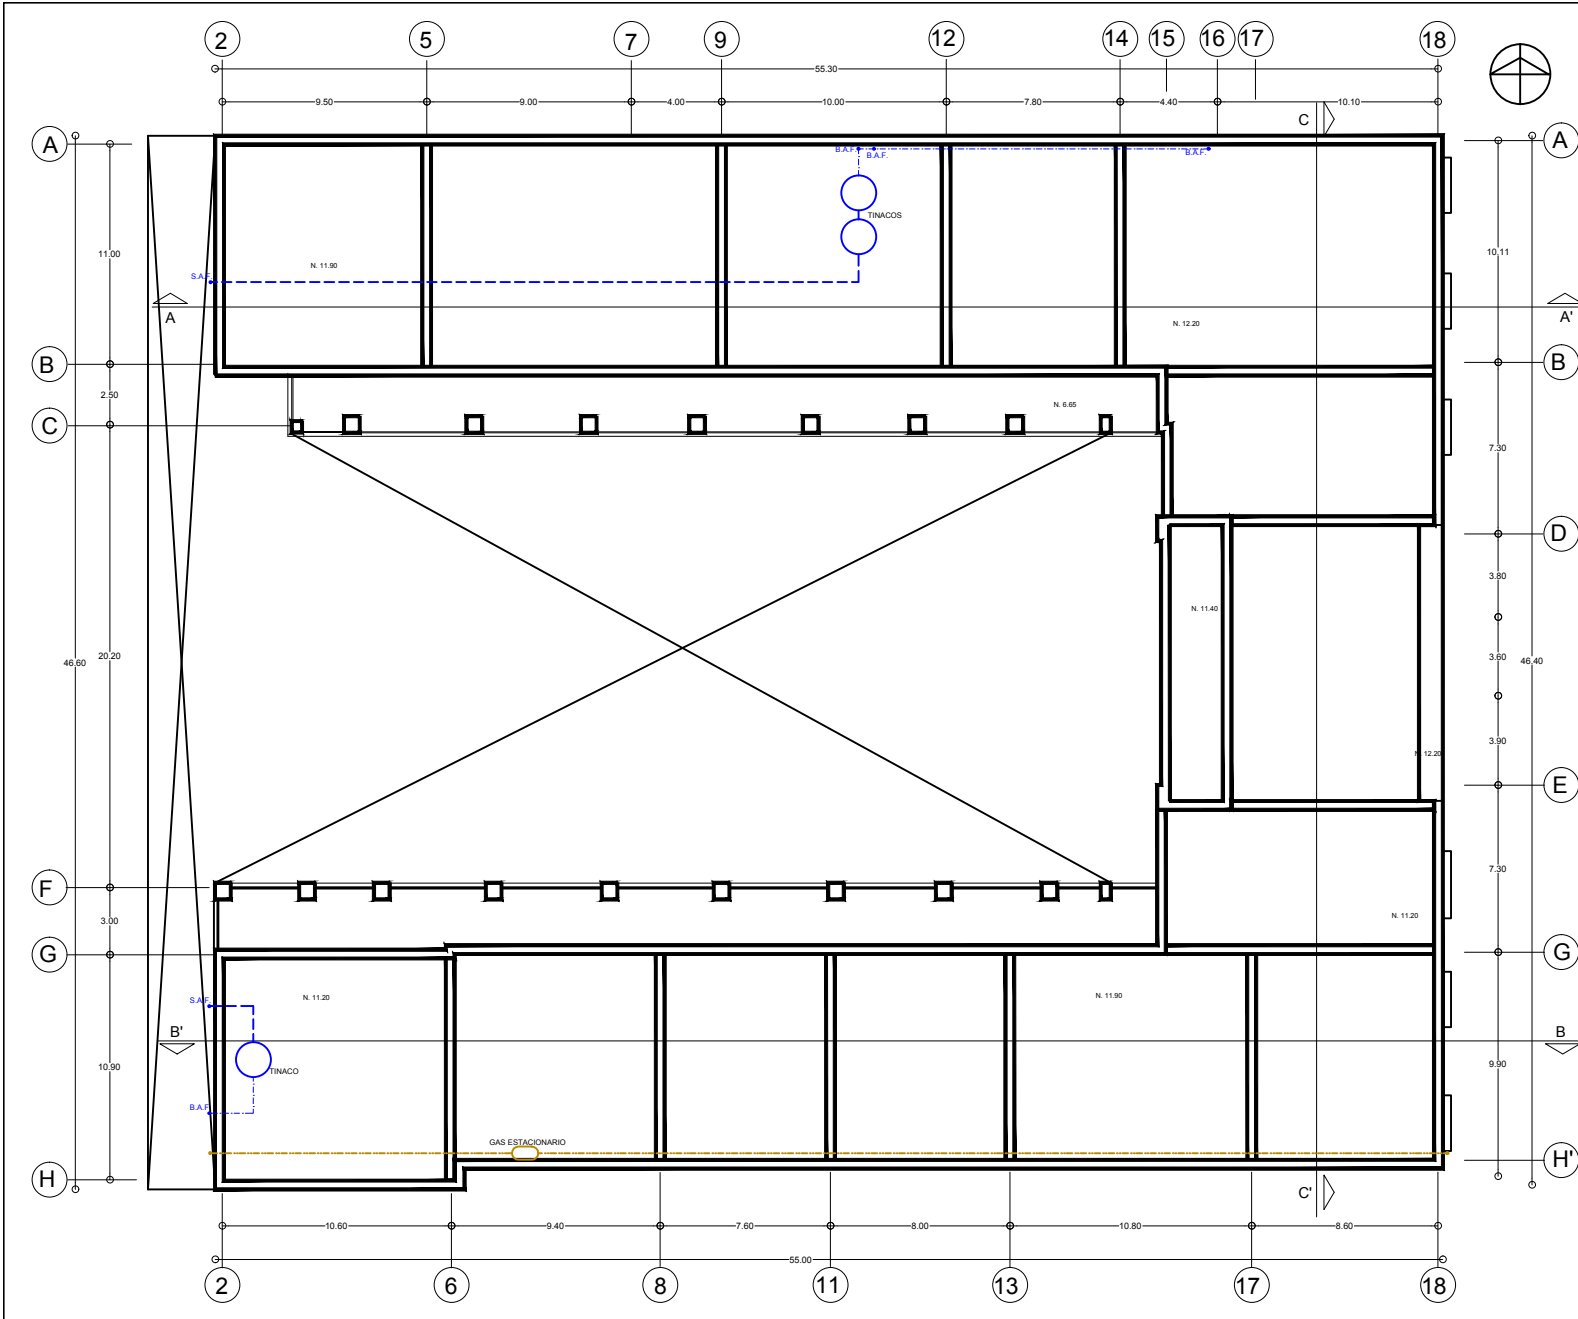 2 5 7 9 12 14 15 16 17 18
55.30
9.50 9.00 4.00 10.00 7.80 4.40 10.10
C
A A
B.A.F. B.A.F. B.A.F.
TINACOS
11.00 10.11
N. 11.90
S.A.F.
A A'
N. 12.20
B B
2.50
N. 6.65
C
7.30
D
3.80
N. 11.40
46.60 20.20 3.60 46.40
3.90
N. 12.20
E
7.30
F
N. 11.20
3.00
G G
N. 11.20 N. 11.90
S.A.F.
B' B
10.90 9.90
TINACO
B.A.F.
GAS ESTACIONARIO
H H'
C'
10.60 9.40 7.60 8.00 10.80 8.60
55.00
2 6 8 11 13 17 18